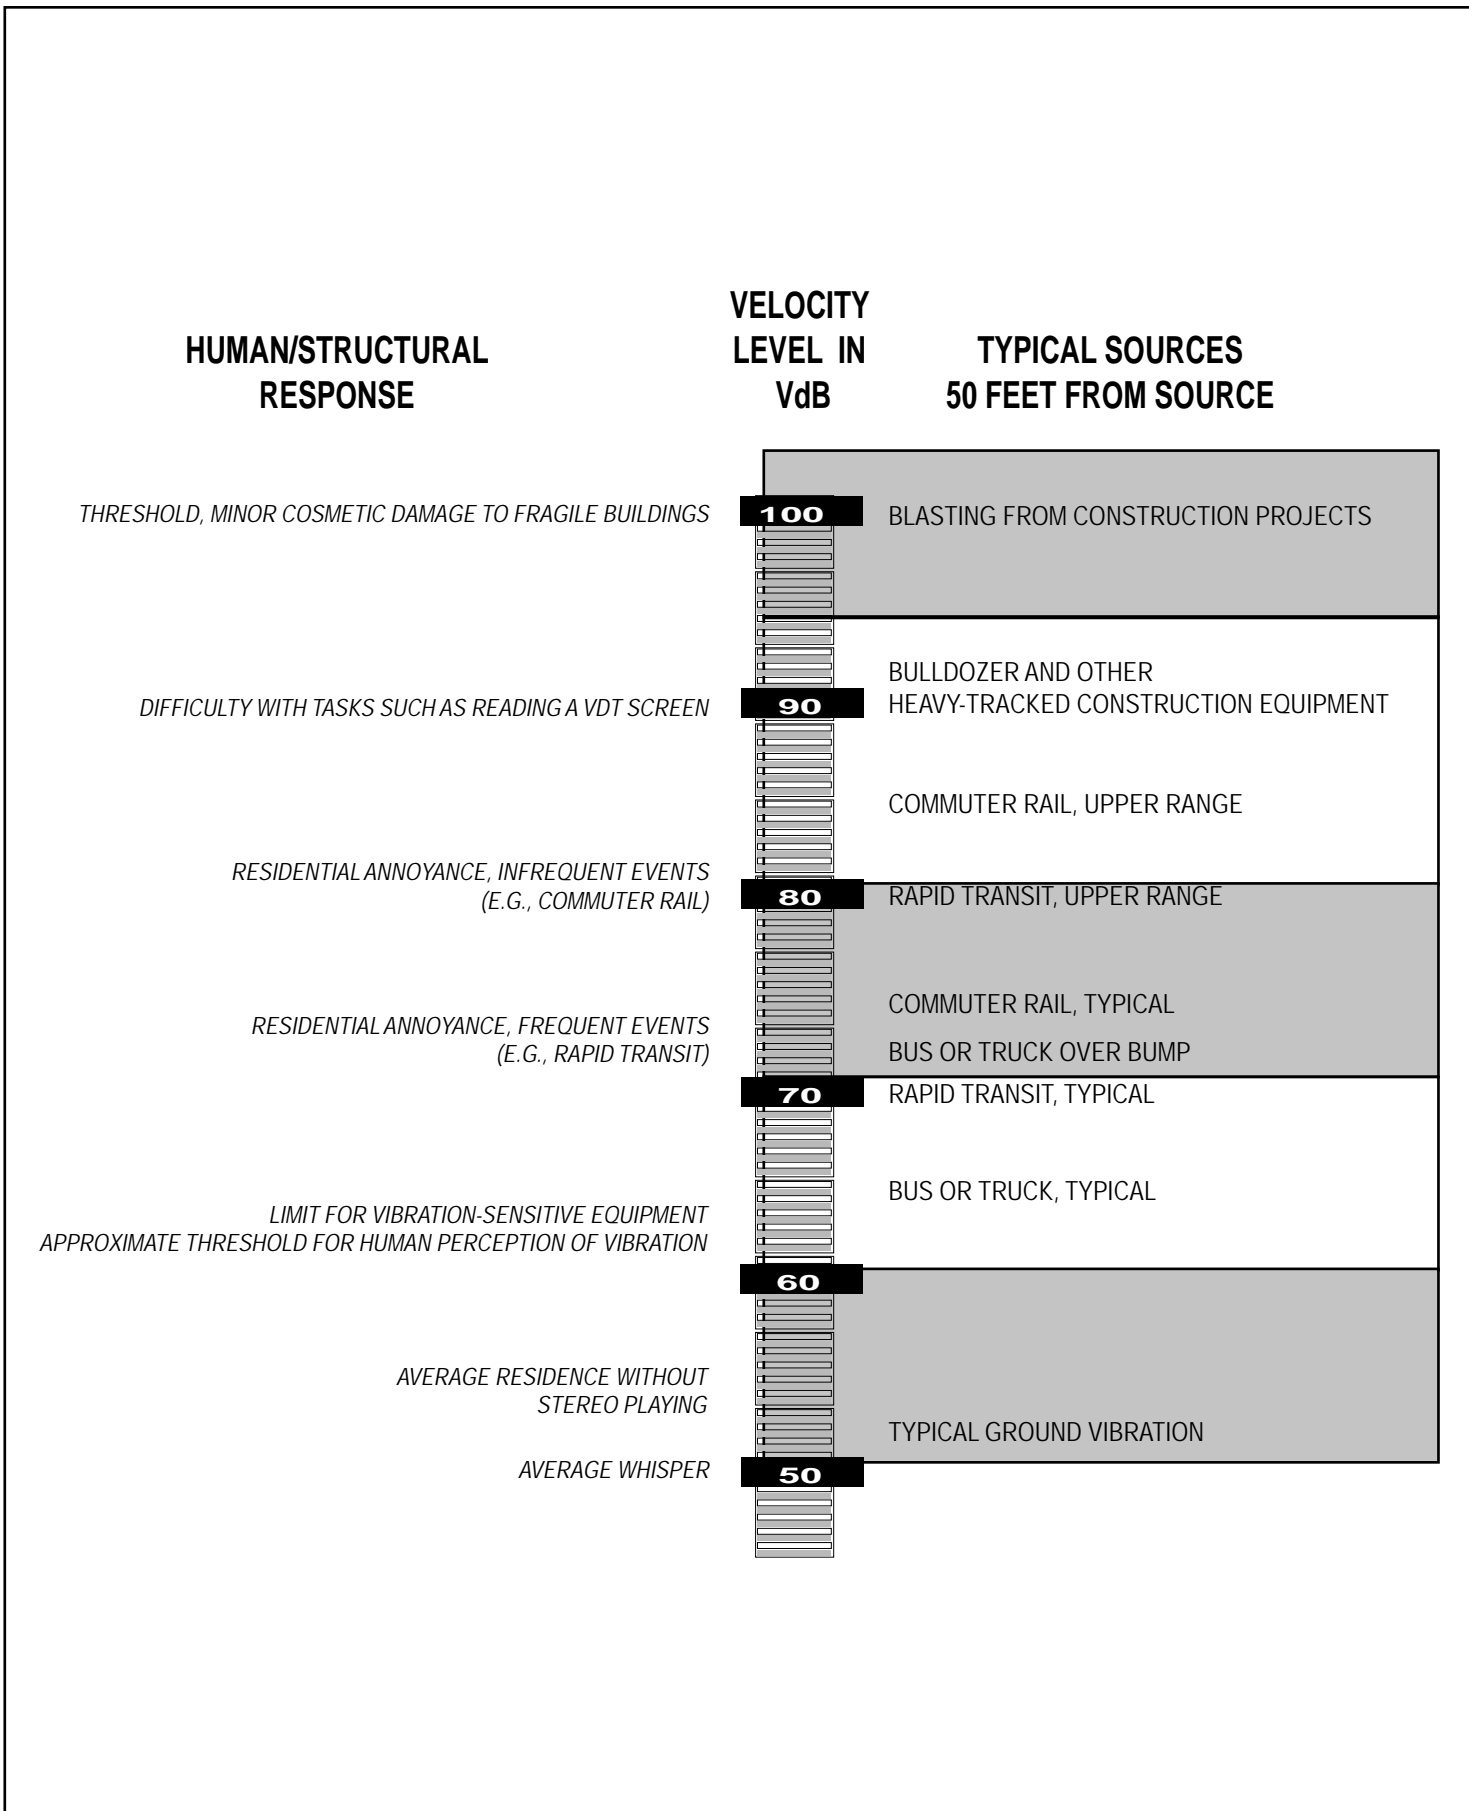 VELOCITY
LEVEL IN
VdB
HUMAN/STRUCTURAL
RESPONSE
TYPICAL SOURCES
50 FEET FROM SOURCE
THRESHOLD, MINOR COSMETIC DAMAGE TO FRAGILE BUILDINGS
100
BLASTING FROM CONSTRUCTION PROJECTS
BULLDOZER AND OTHER
HEAVY-TRACKED CONSTRUCTION EQUIPMENT
DIFFICULTY WITH TASKS SUCH AS READING A VDT SCREEN
90
COMMUTER RAIL, UPPER RANGE
RESIDENTIAL ANNOYANCE, INFREQUENT EVENTS
(E.G., COMMUTER RAIL)
80
RAPID TRANSIT, UPPER RANGE
COMMUTER RAIL, TYPICAL
RESIDENTIAL ANNOYANCE, FREQUENT EVENTS
(E.G., RAPID TRANSIT)
BUS OR TRUCK OVER BUMP
70
RAPID TRANSIT, TYPICAL
BUS OR TRUCK, TYPICAL
LIMIT FOR VIBRATION-SENSITIVE EQUIPMENT
APPROXIMATE THRESHOLD FOR HUMAN PERCEPTION OF VIBRATION
60
AVERAGE RESIDENCE WITHOUT
STEREO PLAYING
TYPICAL GROUND VIBRATION
AVERAGE WHISPER
50